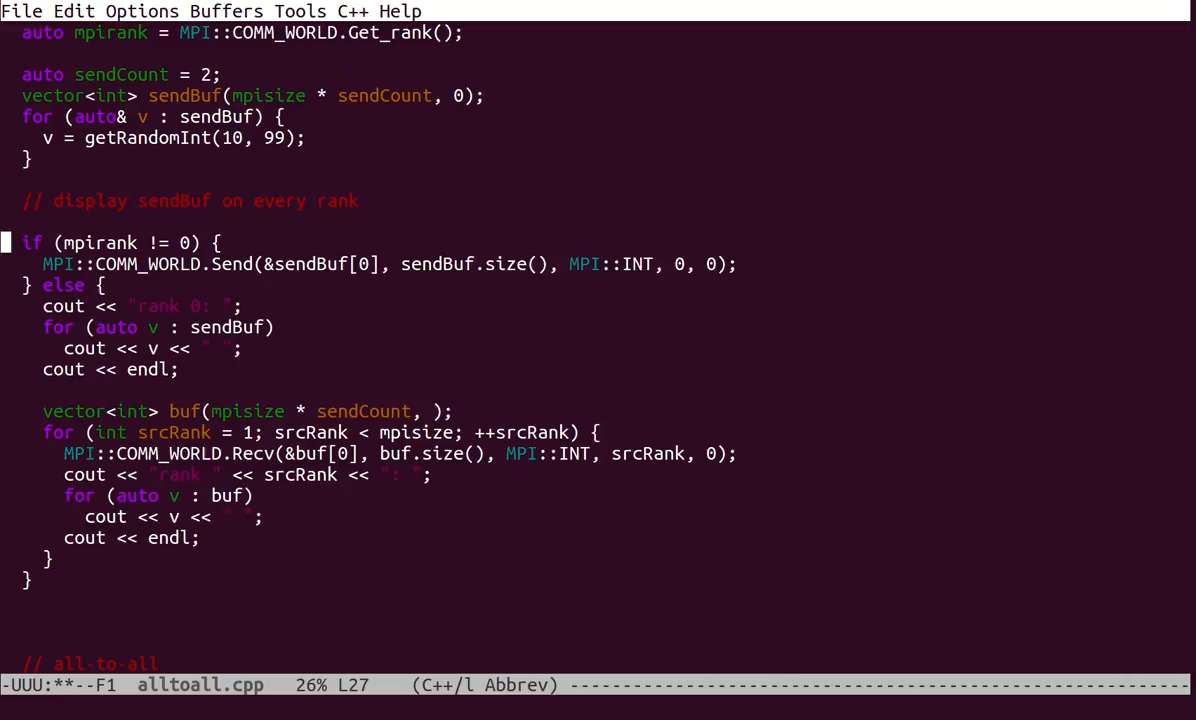 File Edit Options Buffers Tools C++ Help
auto mpirank = MPI::COMM_WORLD.Get_rank();
auto sendCount = 2;
vector<int> sendBuf(mpisize * sendCount, 0);
for (auto& v : sendBuf) {
v = getRandomInt(10, 99);
}
// display sendBuf on every rank
if (mpirank != 0) {
MPI::COMM_WORLD.Send(&sendBuf[0], sendBuf.size(), MPI::INT, 0, 0);
} else {
cout << "rank 0: ";
for (auto v : sendBuf)
cout << v << " ";
cout << endl;
vector<int> buf(mpisize * sendCount, );
for (int srcRank = 1; srcRank < mpisize; ++srcRank) {
MPI::COMM_WORLD.Recv(&buf[0], buf.size(), MPI::INT, srcRank, 0);
cout << "rank " << srcRank << ": ";
for (auto v : buf)
cout << v << " ";
cout << endl;
}
}
// all-to-all
-UUU:**--F1  alltoall.cpp   26% L27    (C++/l Abbrev) -----------------------------------------------------------